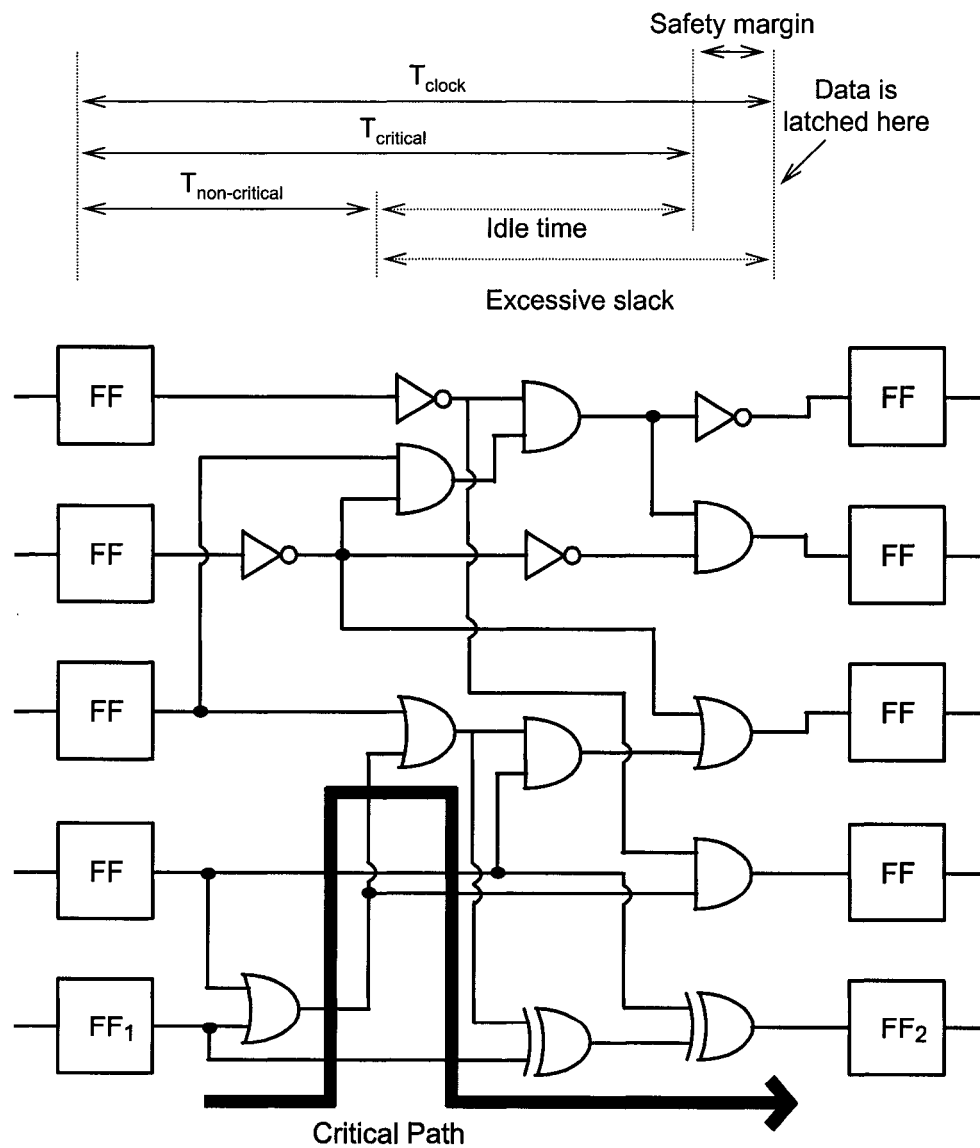 Safety margin
T_clock
Data is
latched here
T_critical
T_non-critical
Idle time
Excessive slack
FF
FF
FF
FF
FF
FF
FF
FF
FF₁
FF₂
Critical Path